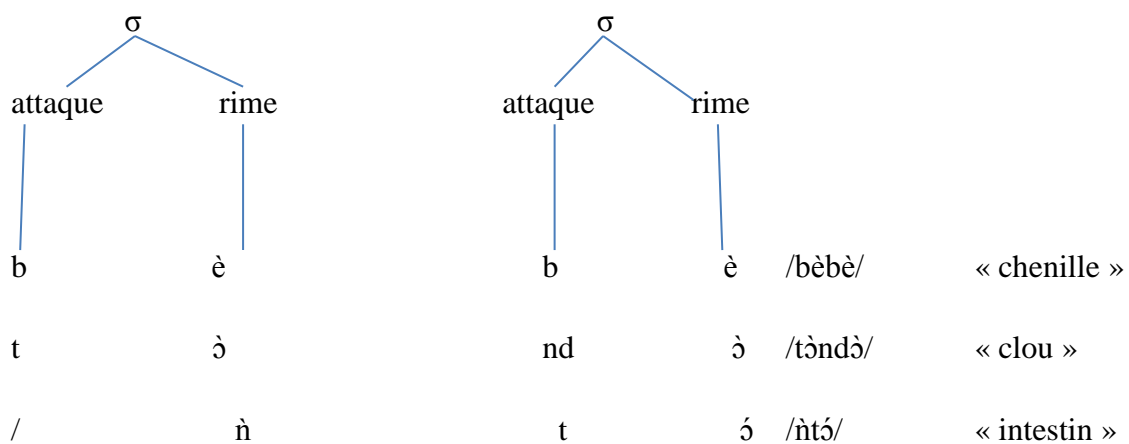 σ σ
attaque rime attaque rime
b è b è /bèbè/ « chenille »
t ɔ̀ nd ɔ̀ /tɔ̀ndɔ̀/ « clou »
/ ǹ t ɔ́ /ǹtɔ́/ « intestin »